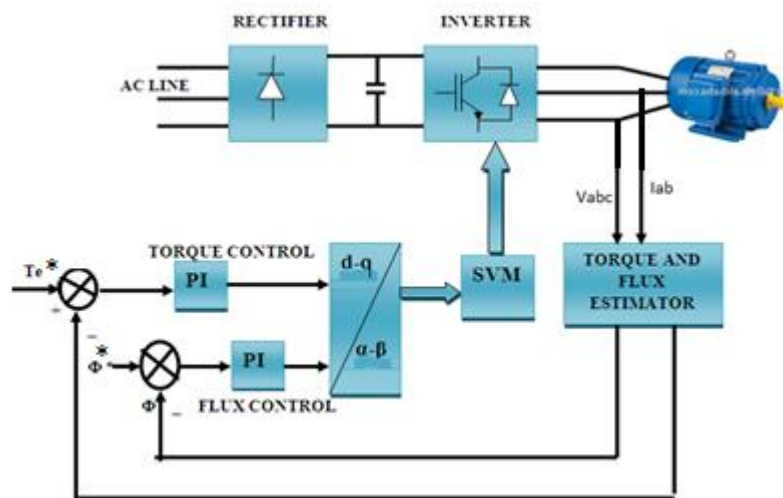 RECTIFIER
INVERTER
AC LINE
Vabc
Iab
TORQUE CONTROL
Te*
PI
d-q
SVM
TORQUE AND
FLUX
ESTIMATOR
–
–
Φ*
PI
α-β
Φ
–
FLUX CONTROL